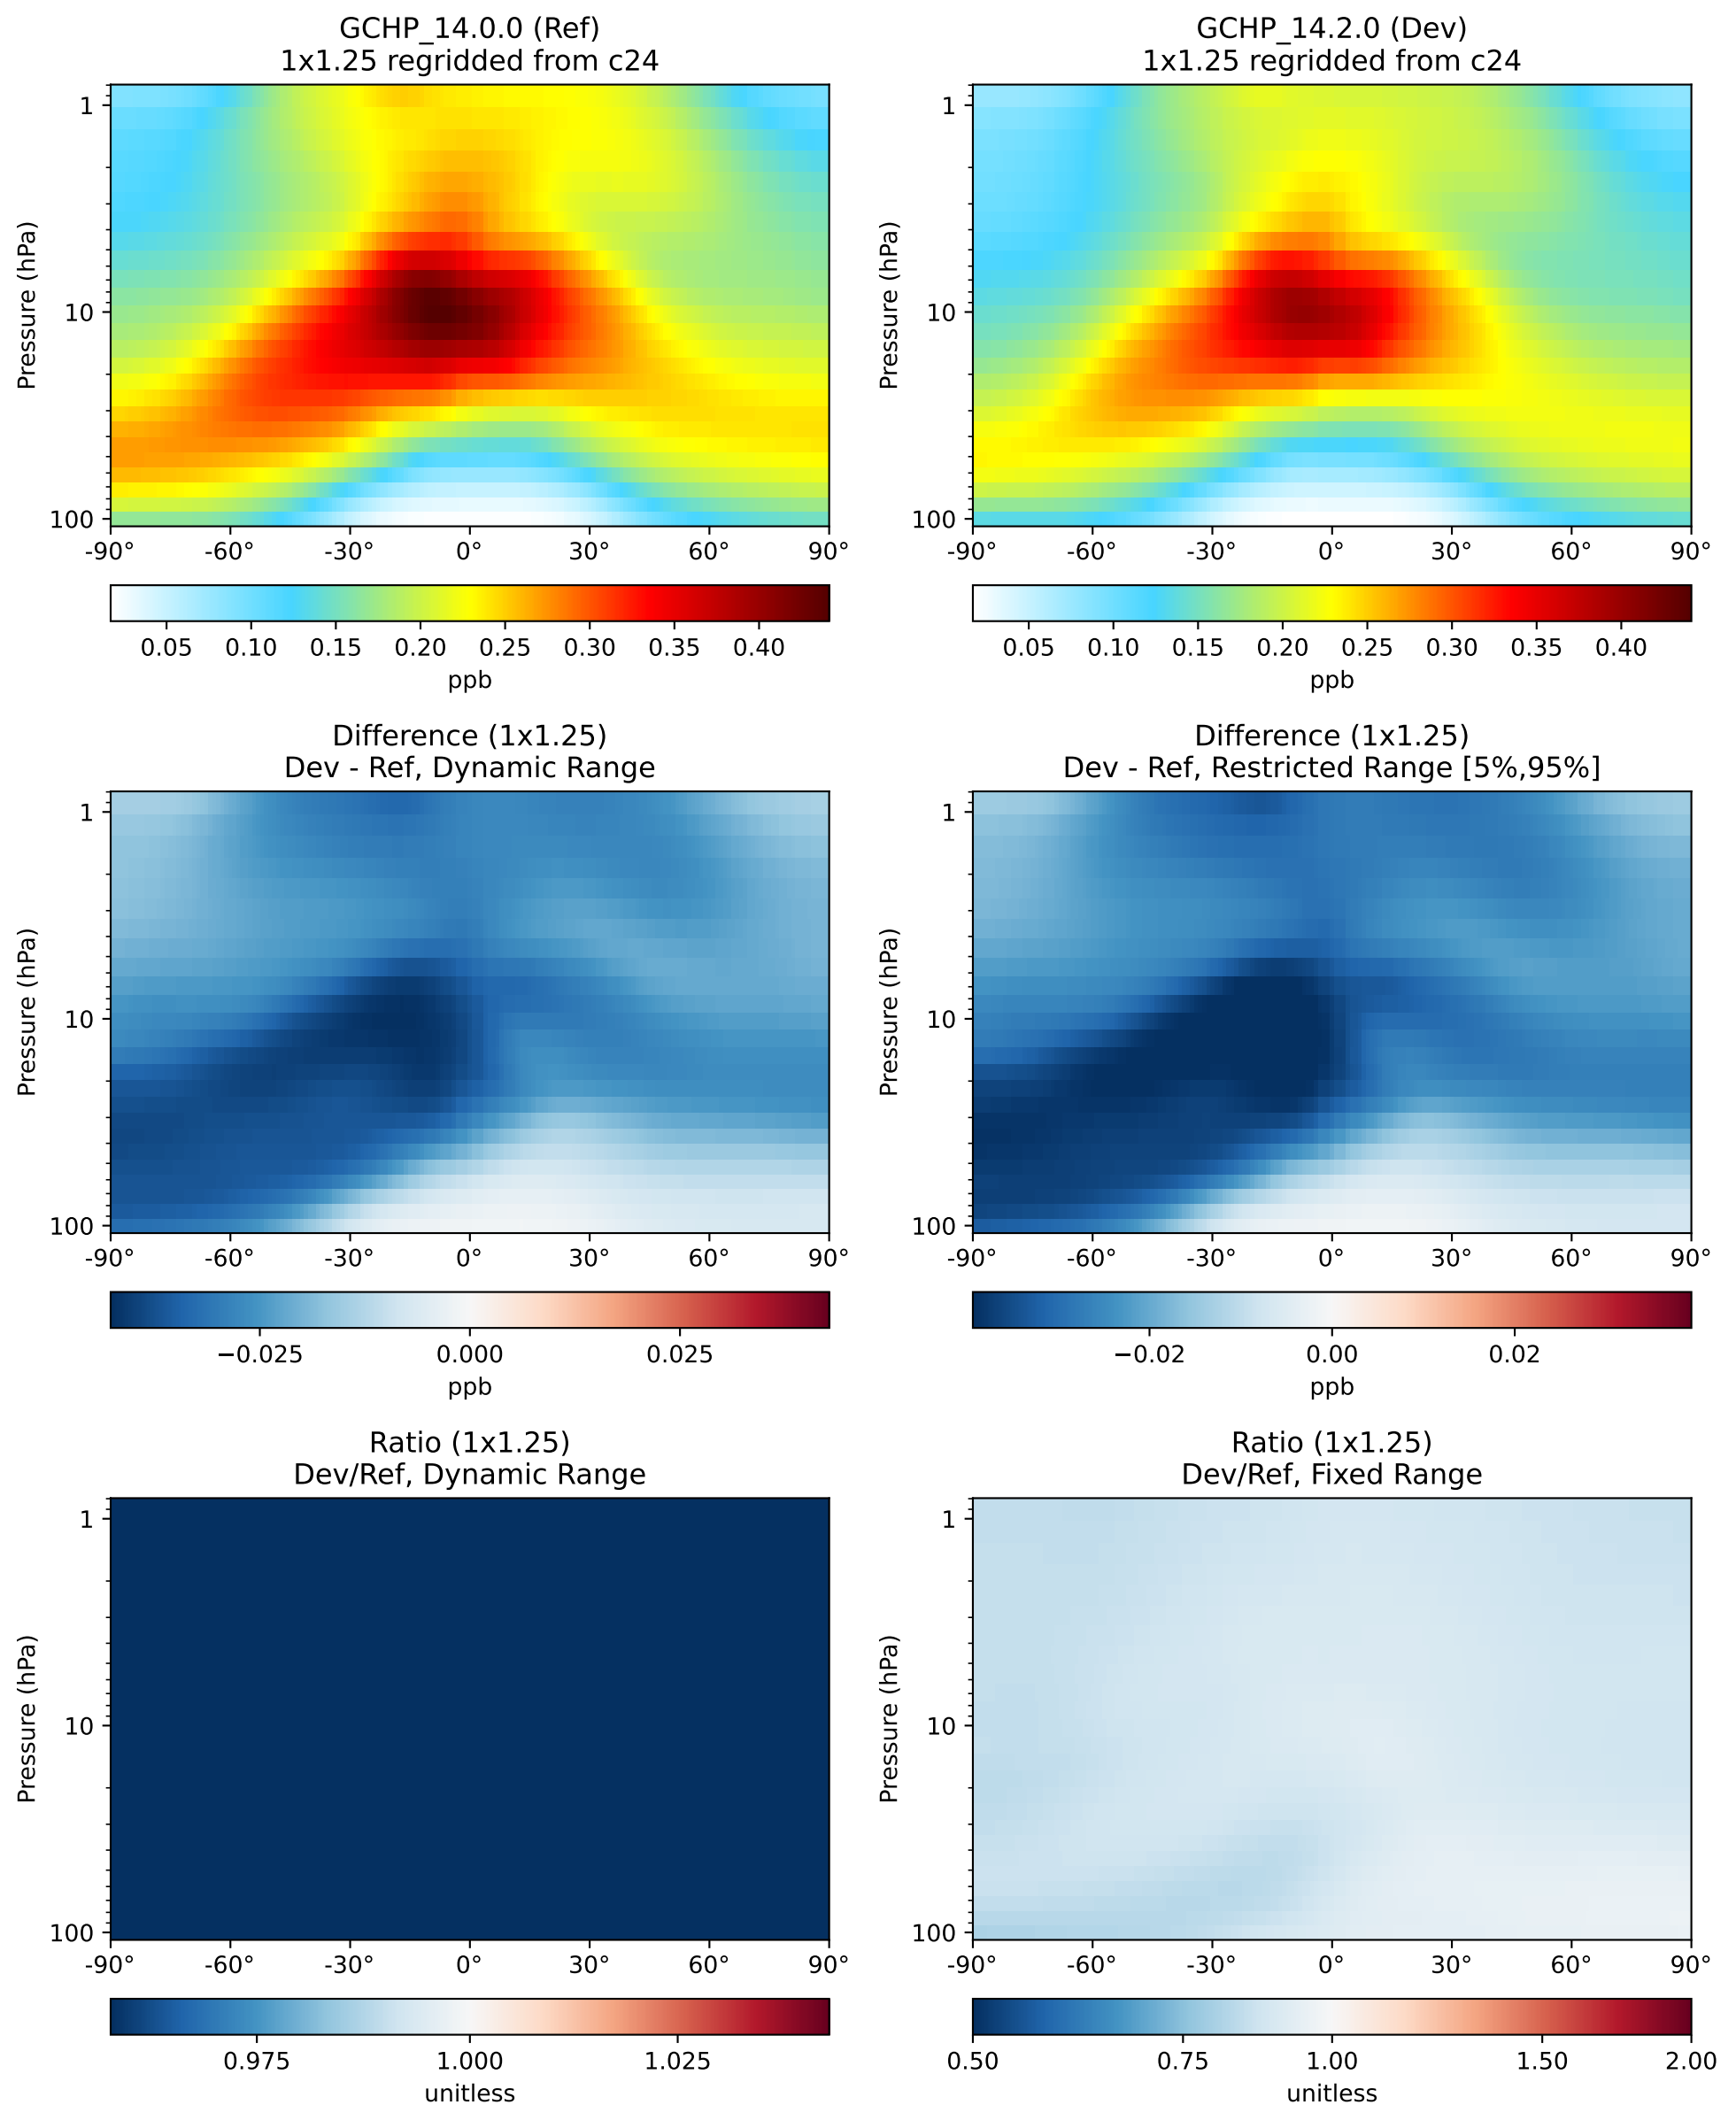 GCHP_14.0.0 (Ref)
1x1.25 regridded from c24
Pressure (hPa)
1
10
100
-90° -60° -30° 0° 30° 60° 90°
0.05 0.10 0.15 0.20 0.25 0.30 0.35 0.40
ppb
GCHP_14.2.0 (Dev)
1x1.25 regridded from c24
Pressure (hPa)
1
10
100
-90° -60° -30° 0° 30° 60° 90°
0.05 0.10 0.15 0.20 0.25 0.30 0.35 0.40
ppb
Difference (1x1.25)
Dev - Ref, Dynamic Range
Pressure (hPa)
1
10
100
-90° -60° -30° 0° 30° 60° 90°
−0.025 0.000 0.025
ppb
Difference (1x1.25)
Dev - Ref, Restricted Range [5%,95%]
Pressure (hPa)
1
10
100
-90° -60° -30° 0° 30° 60° 90°
−0.02 0.00 0.02
ppb
Ratio (1x1.25)
Dev/Ref, Dynamic Range
Pressure (hPa)
1
10
100
-90° -60° -30° 0° 30° 60° 90°
0.975 1.000 1.025
unitless
Ratio (1x1.25)
Dev/Ref, Fixed Range
Pressure (hPa)
1
10
100
-90° -60° -30° 0° 30° 60° 90°
0.50 0.75 1.00 1.50 2.00
unitless